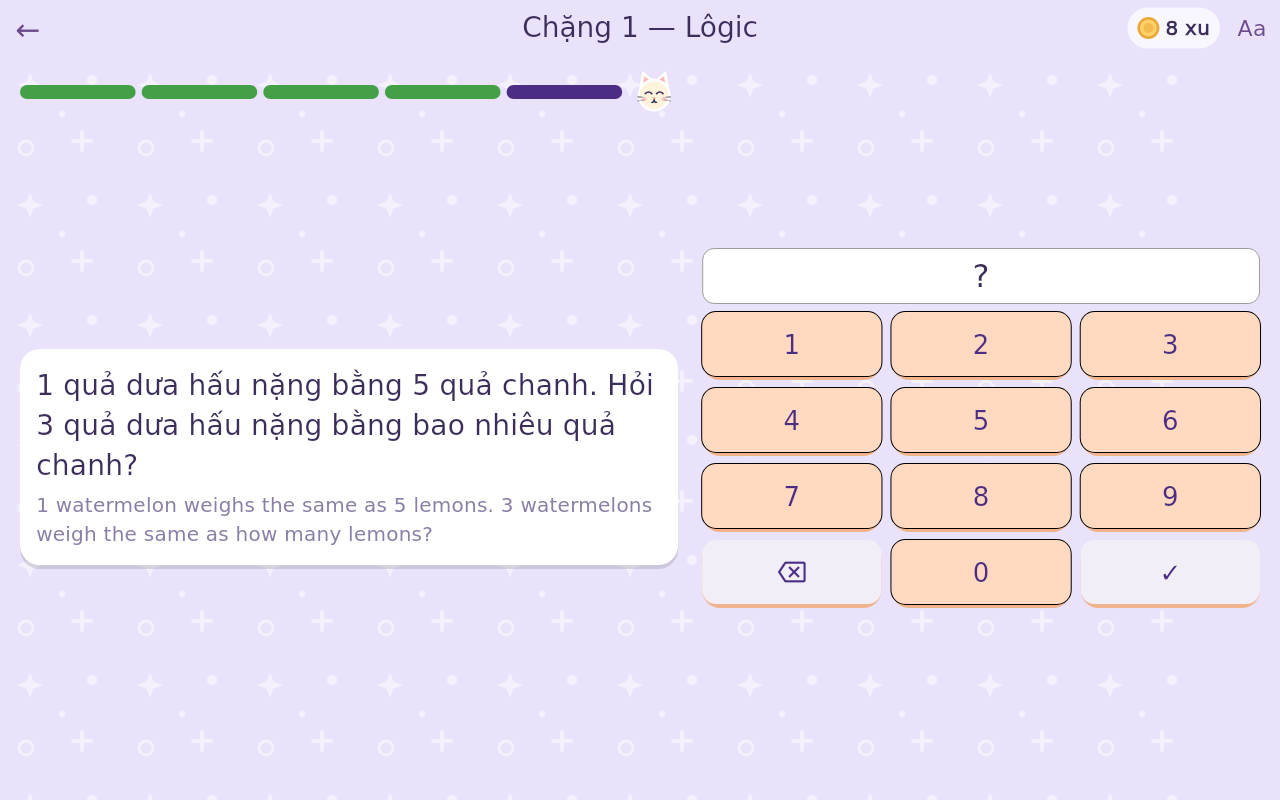 ←
Chặng 1 — Lôgic
8 xu
Aa
1 quả dưa hấu nặng bằng 5 quả chanh. Hỏi
3 quả dưa hấu nặng bằng bao nhiêu quả
chanh?
1 watermelon weighs the same as 5 lemons. 3 watermelons
weigh the same as how many lemons?
?
1 2 3
4 5 6
7 8 9
0 ✓